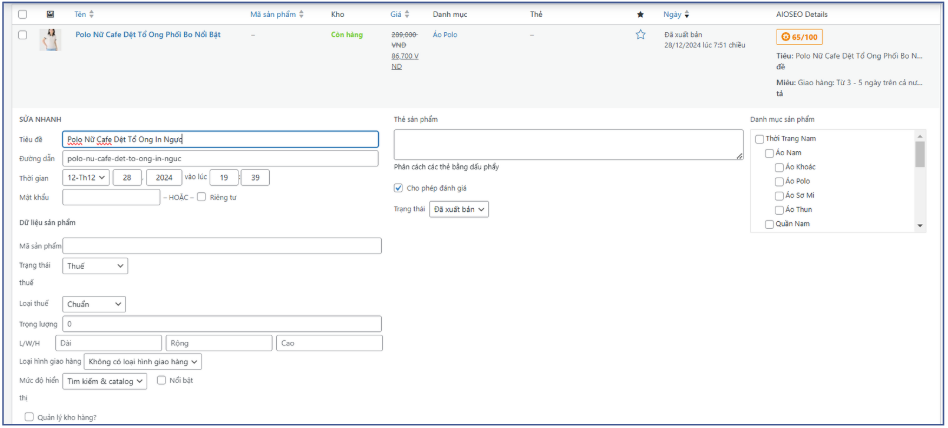 Tên Mã sản phẩm Kho Giá Danh mục Thẻ Ngày AIOSEO Details
Polo Nữ Cafe Dệt Tổ Ong Phối Bo Nổi Bật – Còn hàng 289,000 Áo Polo – Đã xuất bản 65/100
VNĐ 28/12/2024 lúc 7:51 chiều
86,700 V
NĐ
Tiêu: Polo Nữ Cafe Dệt Tổ Ong Phối Bo N...
đề
Miêu: Giao hàng: Từ 3 - 5 ngày trên cả nư...
tả
SỬA NHANH Thẻ sản phẩm Danh mục sản phẩm
Tiêu đề Polo Nữ Cafe Dệt Tổ Ong In Ngực
Đường dẫn polo-nu-cafe-det-to-ong-in-nguc
Thời gian 12-Th12 28 , 2024 vào lúc 19 : 39
Mật khẩu – HOẶC – Riêng tư
Phân cách các thẻ bằng dấu phẩy
Cho phép đánh giá
Trạng thái Đã xuất bản
Thời Trang Nam
Áo Nam
Áo Khoác
Áo Polo
Áo Sơ Mi
Áo Thun
Quần Nam
Dữ liệu sản phẩm
Mã sản phẩm
Trạng thái Thuế
thuế
Loại thuế Chuẩn
Trọng lượng 0
L/W/H Dài Rộng Cao
Loại hình giao hàng Không có loại hình giao hàng
Mức độ hiển Tìm kiếm & catalog Nổi bật
thị
Quản lý kho hàng?